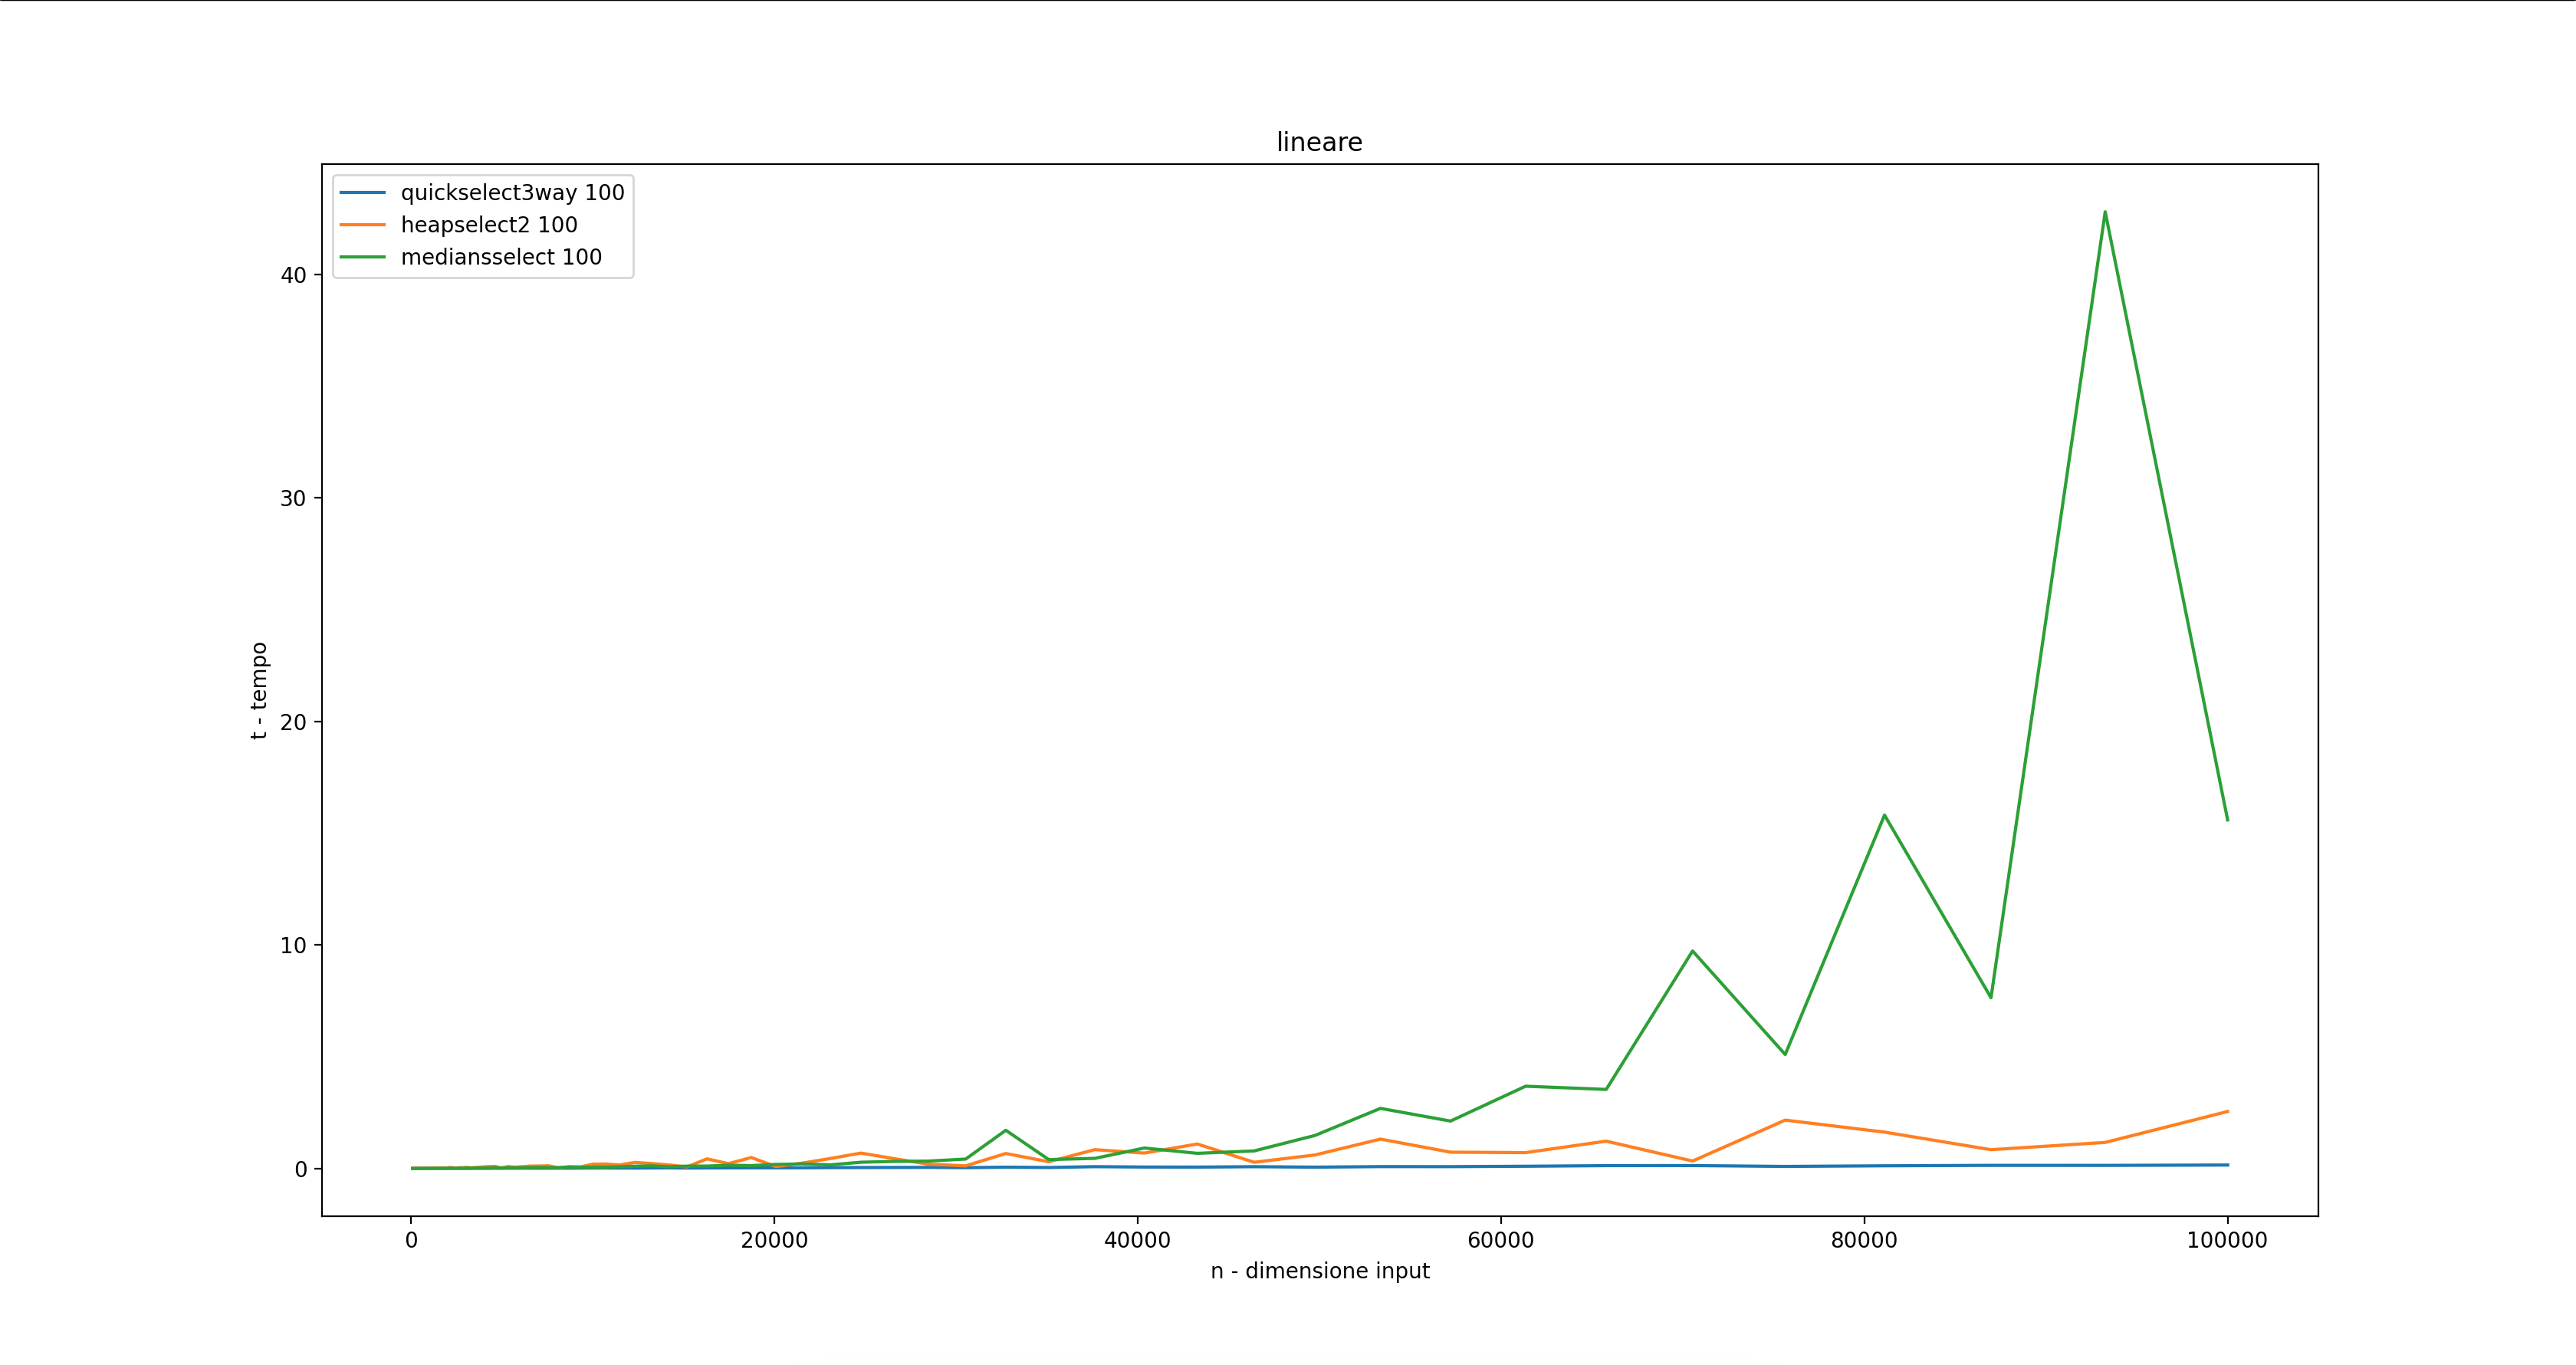 lineare
quickselect3way 100
heapselect2 100
mediansselect 100
t - tempo
40
30
20
10
0
0 20000 40000 60000 80000 100000
n - dimensione input